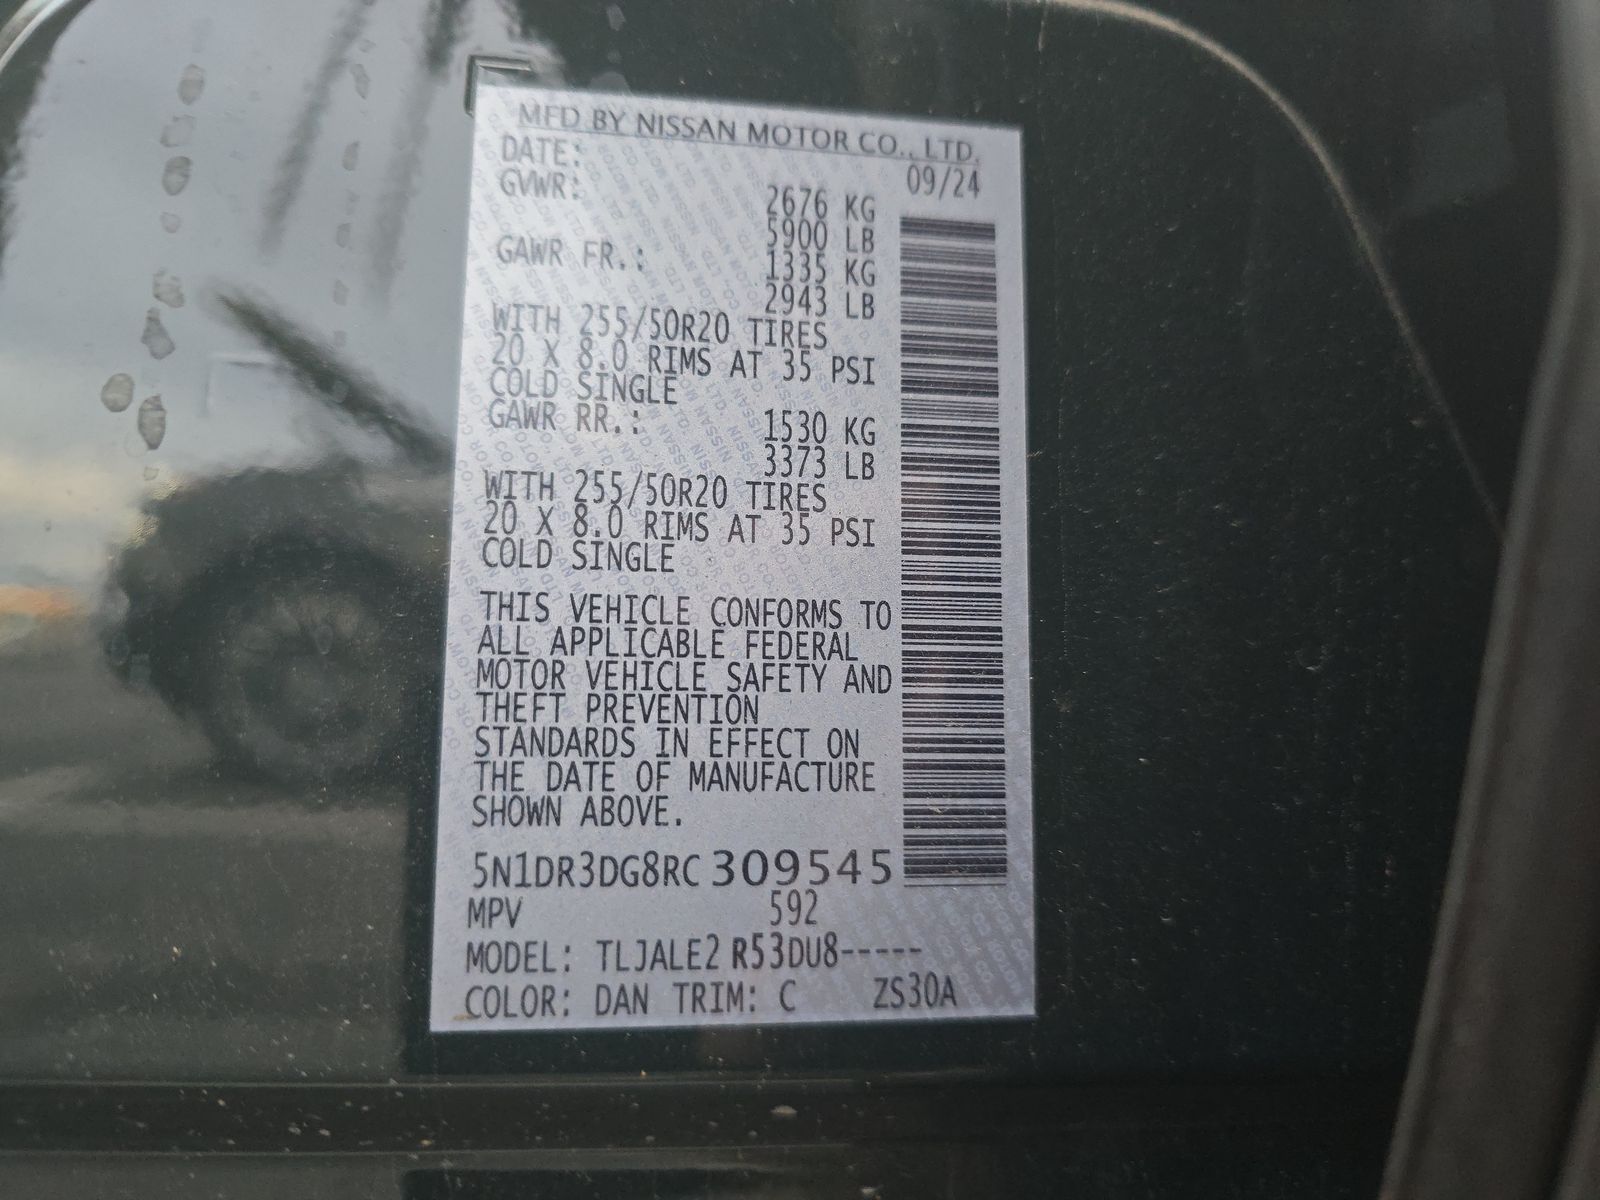 MFD BY NISSAN MOTOR CO., LTD.
DATE: 09/24
GVWR: 2676 KG
5900 LB
GAWR FR.: 1335 KG
2943 LB
WITH 255/50R20 TIRES
20 X 8.0 RIMS AT 35 PSI
COLD SINGLE
GAWR RR.: 1530 KG
3373 LB
WITH 255/50R20 TIRES
20 X 8.0 RIMS AT 35 PSI
COLD SINGLE
THIS VEHICLE CONFORMS TO
ALL APPLICABLE FEDERAL
MOTOR VEHICLE SAFETY AND
THEFT PREVENTION
STANDARDS IN EFFECT ON
THE DATE OF MANUFACTURE
SHOWN ABOVE.
5N1DR3DG8RC309545
MPV 592
MODEL: TLJALE2 R53DU8-----
COLOR: DAN TRIM: C ZS30A